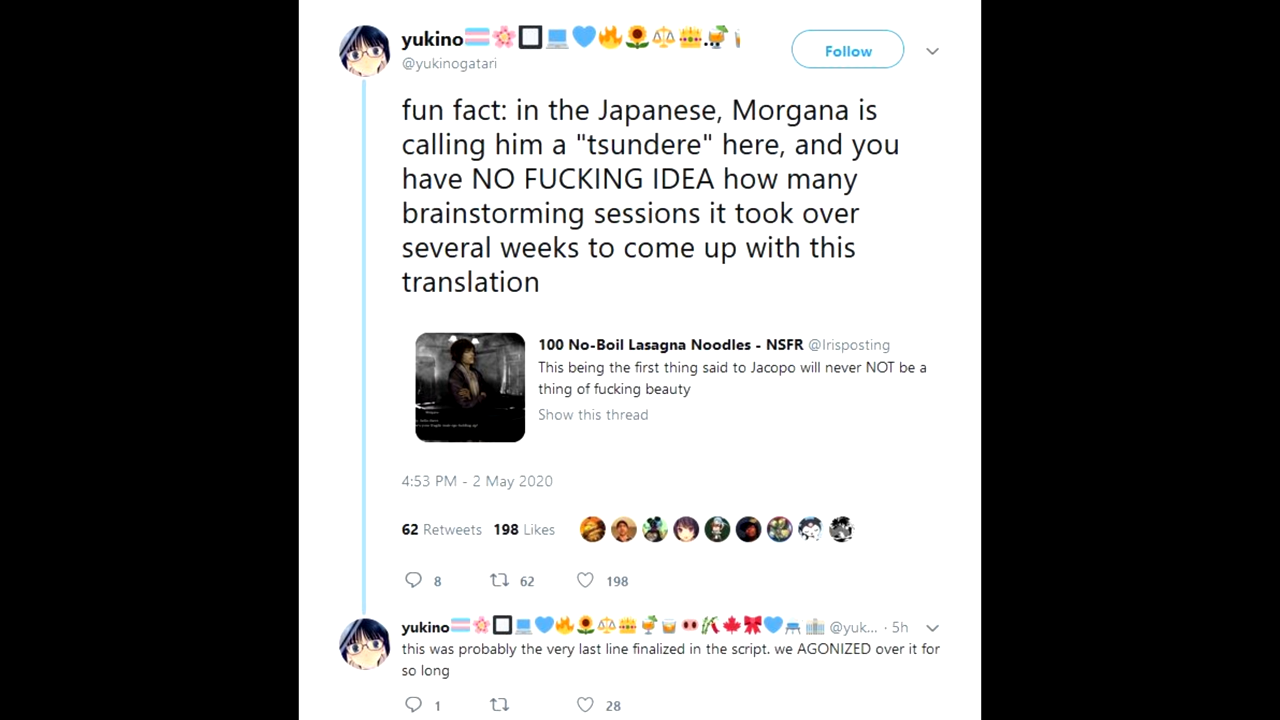 yukino
@yukinogatari
Follow
fun fact: in the Japanese, Morgana is
calling him a "tsundere" here, and you
have NO FUCKING IDEA how many
brainstorming sessions it took over
several weeks to come up with this
translation
100 No-Boil Lasagna Noodles - NSFR @Irisposting
This being the first thing said to Jacopo will never NOT be a
thing of fucking beauty
Show this thread
4:53 PM - 2 May 2020
62 Retweets 198 Likes
8 62 198
yukino @yuk... · 5h
this was probably the very last line finalized in the script. we AGONIZED over it for
so long
1 28